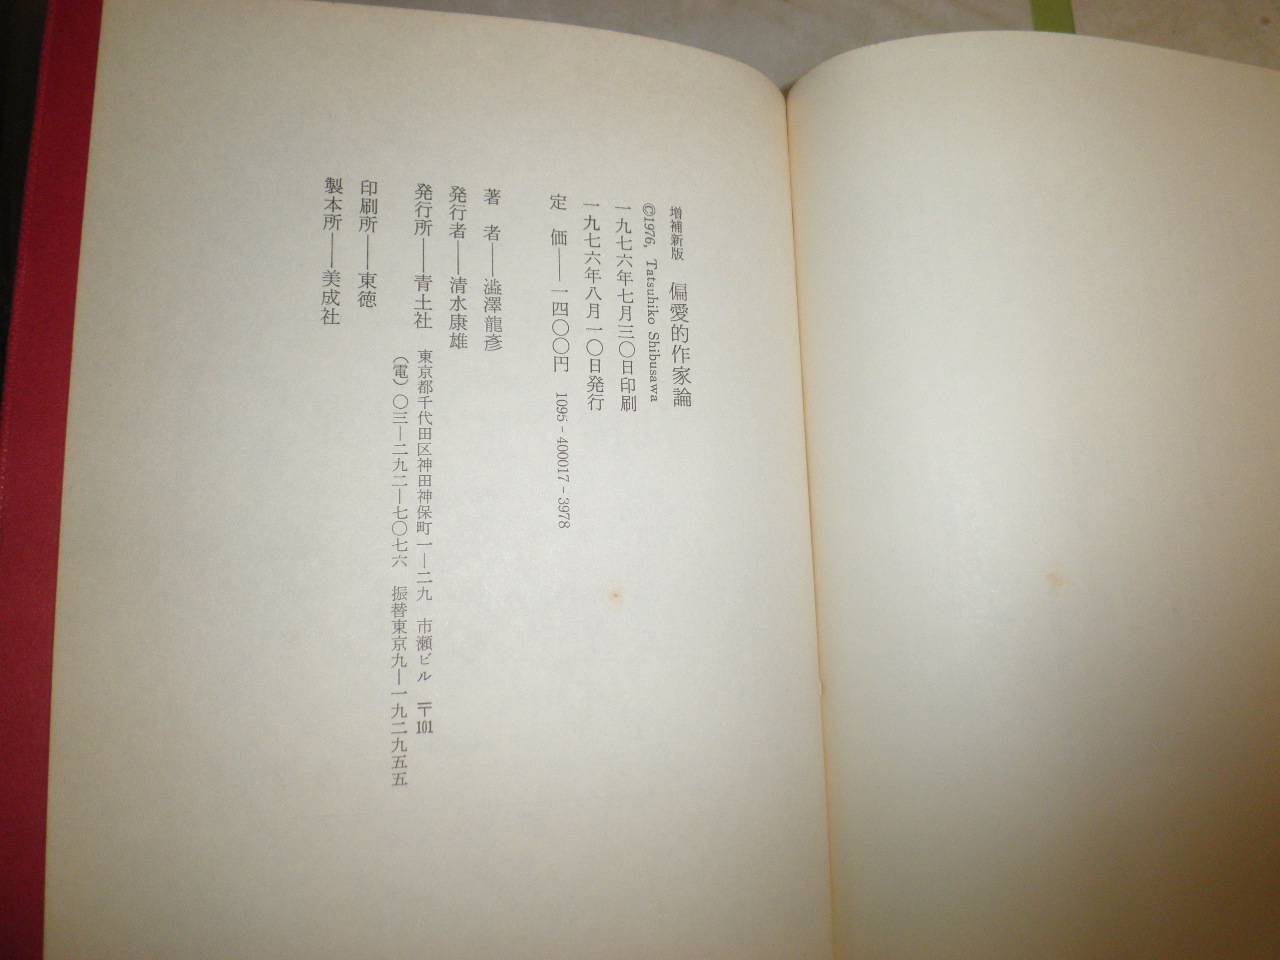 増補新版 偏愛的作家論
©1976, Tatsuhiko Shibusawa
一九七六年七月三〇日印刷
一九七六年八月一〇日発行
定 価——一四〇〇円 1095-400017-3978
著 者——澁澤龍彥
発行者——清水康雄
発行所——青土社 東京都千代田区神田神保町一—二九 市瀬ビル 〒101
(電)〇三—二九二—七〇七六 振替東京九—一九二九五五
印刷所——東徳
製本所——美成社